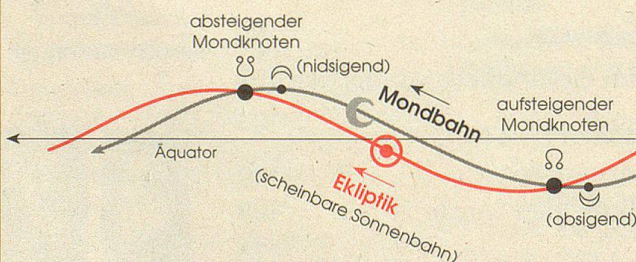 absteigender
Mondknoten
☋
(nidsigend)
Mondbahn
aufsteigender
Mondknoten
☊
Äquator
Ekliptik
(scheinbare Sonnenbahn)
(obsigend)